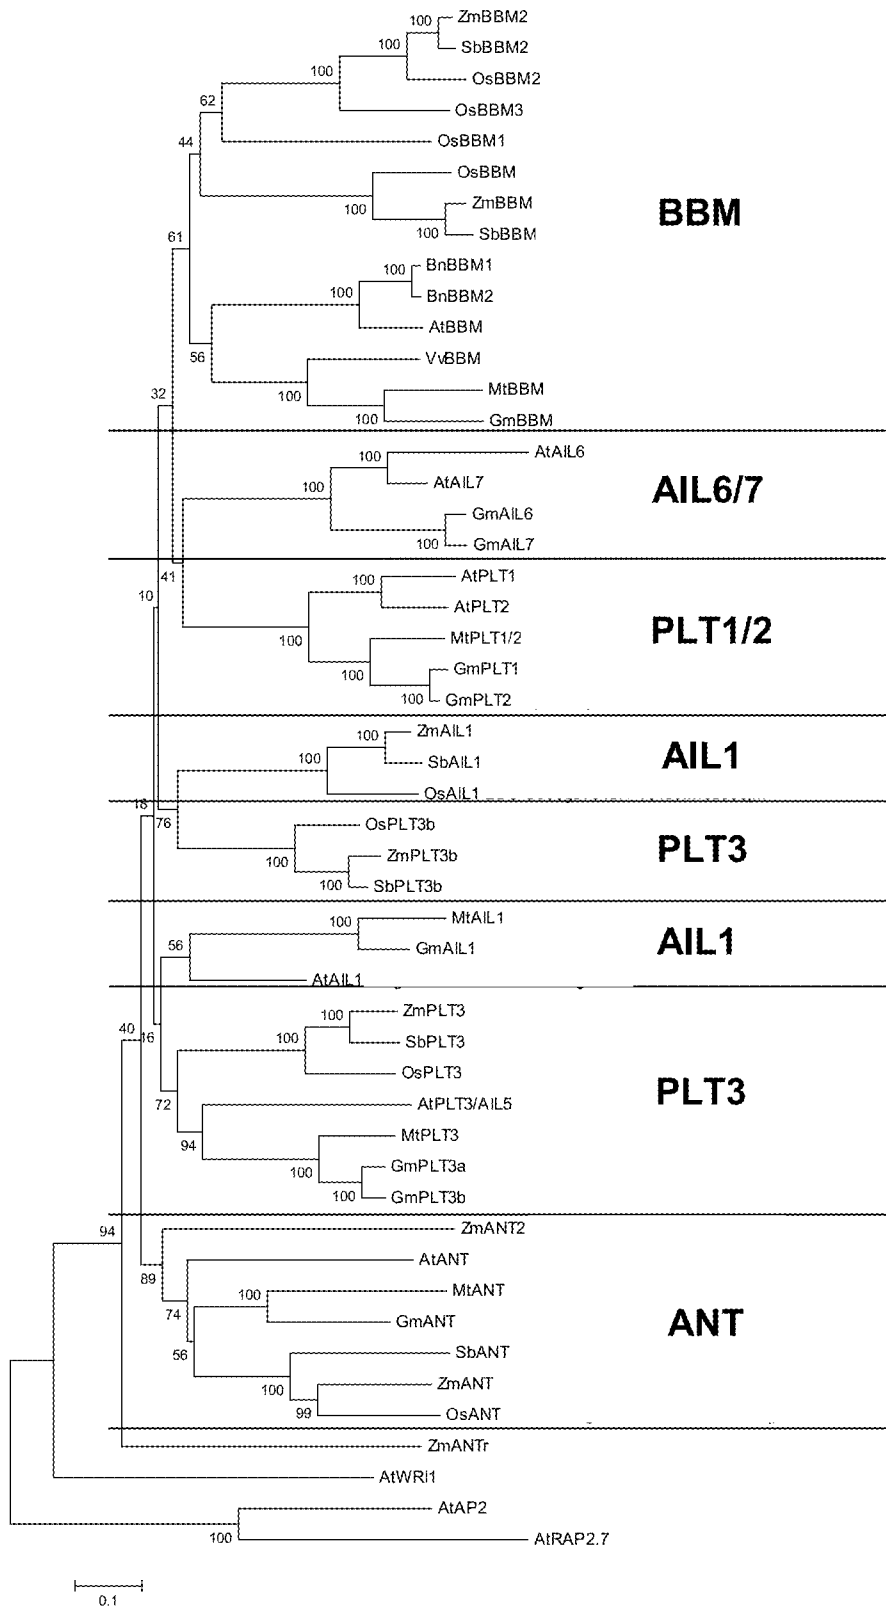 100 ZmBBM2
100 SbBBM2
100 OsBBM2
62 OsBBM3
44 OsBBM1
OsBBM
100 ZmBBM BBM
61 100 SbBBM
100 BnBBM1
100 BnBBM2
AtBBM
56 VvBBM
32 100 MtBBM
100 GmBBM
100 AtAIL6
100 AtAIL7 AIL6/7
GmAIL6
100 GmAIL7
41 100 AtPLT1
10 AtPLT2
100 MtPLT1/2 PLT1/2
100 GmPLT1
100 GmPLT2
100 ZmAIL1
100 SbAIL1 AIL1
OsAIL1
18 76 OsPLT3b
100 ZmPLT3b PLT3
100 SbPLT3b
100 MtAIL1
56 GmAIL1 AIL1
AtAIL1
100 ZmPLT3
40 16 100 SbPLT3
OsPLT3
72 AtPLT3/AIL5 PLT3
94 MtPLT3
100 GmPLT3a
100 GmPLT3b
94 ZmANT2
89 AtANT
100 MtANT
74 GmANT ANT
56 SbANT
100 ZmANT
99 OsANT
ZmANTr
AtWRI1
AtAP2
100 AtRAP2.7
0.1